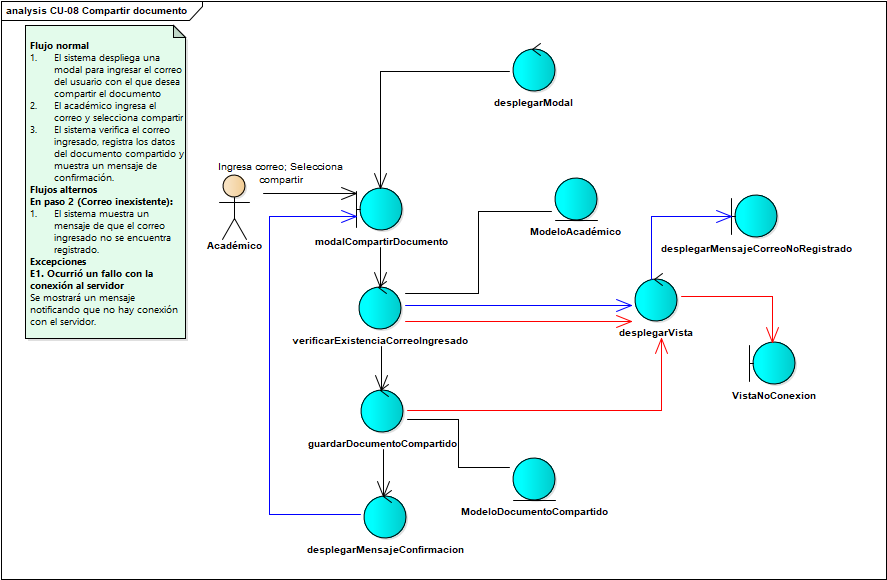 analysis CU-08 Compartir documento
Flujo normal
1. El sistema despliega una
modal para ingresar el correo
del usuario con el que desea
compartir el documento
2. El académico ingresa el
correo y selecciona compartir
3. El sistema verifica el correo
ingresado, registra los datos
del documento compartido y
muestra un mensaje de
confirmación.
Flujos alternos
En paso 2 (Correo inexistente):
1. El sistema muestra un
mensaje de que el correo
ingresado no se encuentra
registrado.
Excepciones
E1. Ocurrió un fallo con la
conexión al servidor
Se mostrará un mensaje
notificando que no hay conexión
con el servidor.
desplegarModal
Ingresa correo; Selecciona
compartir
Académico
modalCompartirDocumento
ModeloAcadémico
desplegarMensajeCorreoNoRegistrado
verificarExistenciaCorreoIngresado
desplegarVista
VistaNoConexion
guardarDocumentoCompartido
ModeloDocumentoCompartido
desplegarMensajeConfirmacion